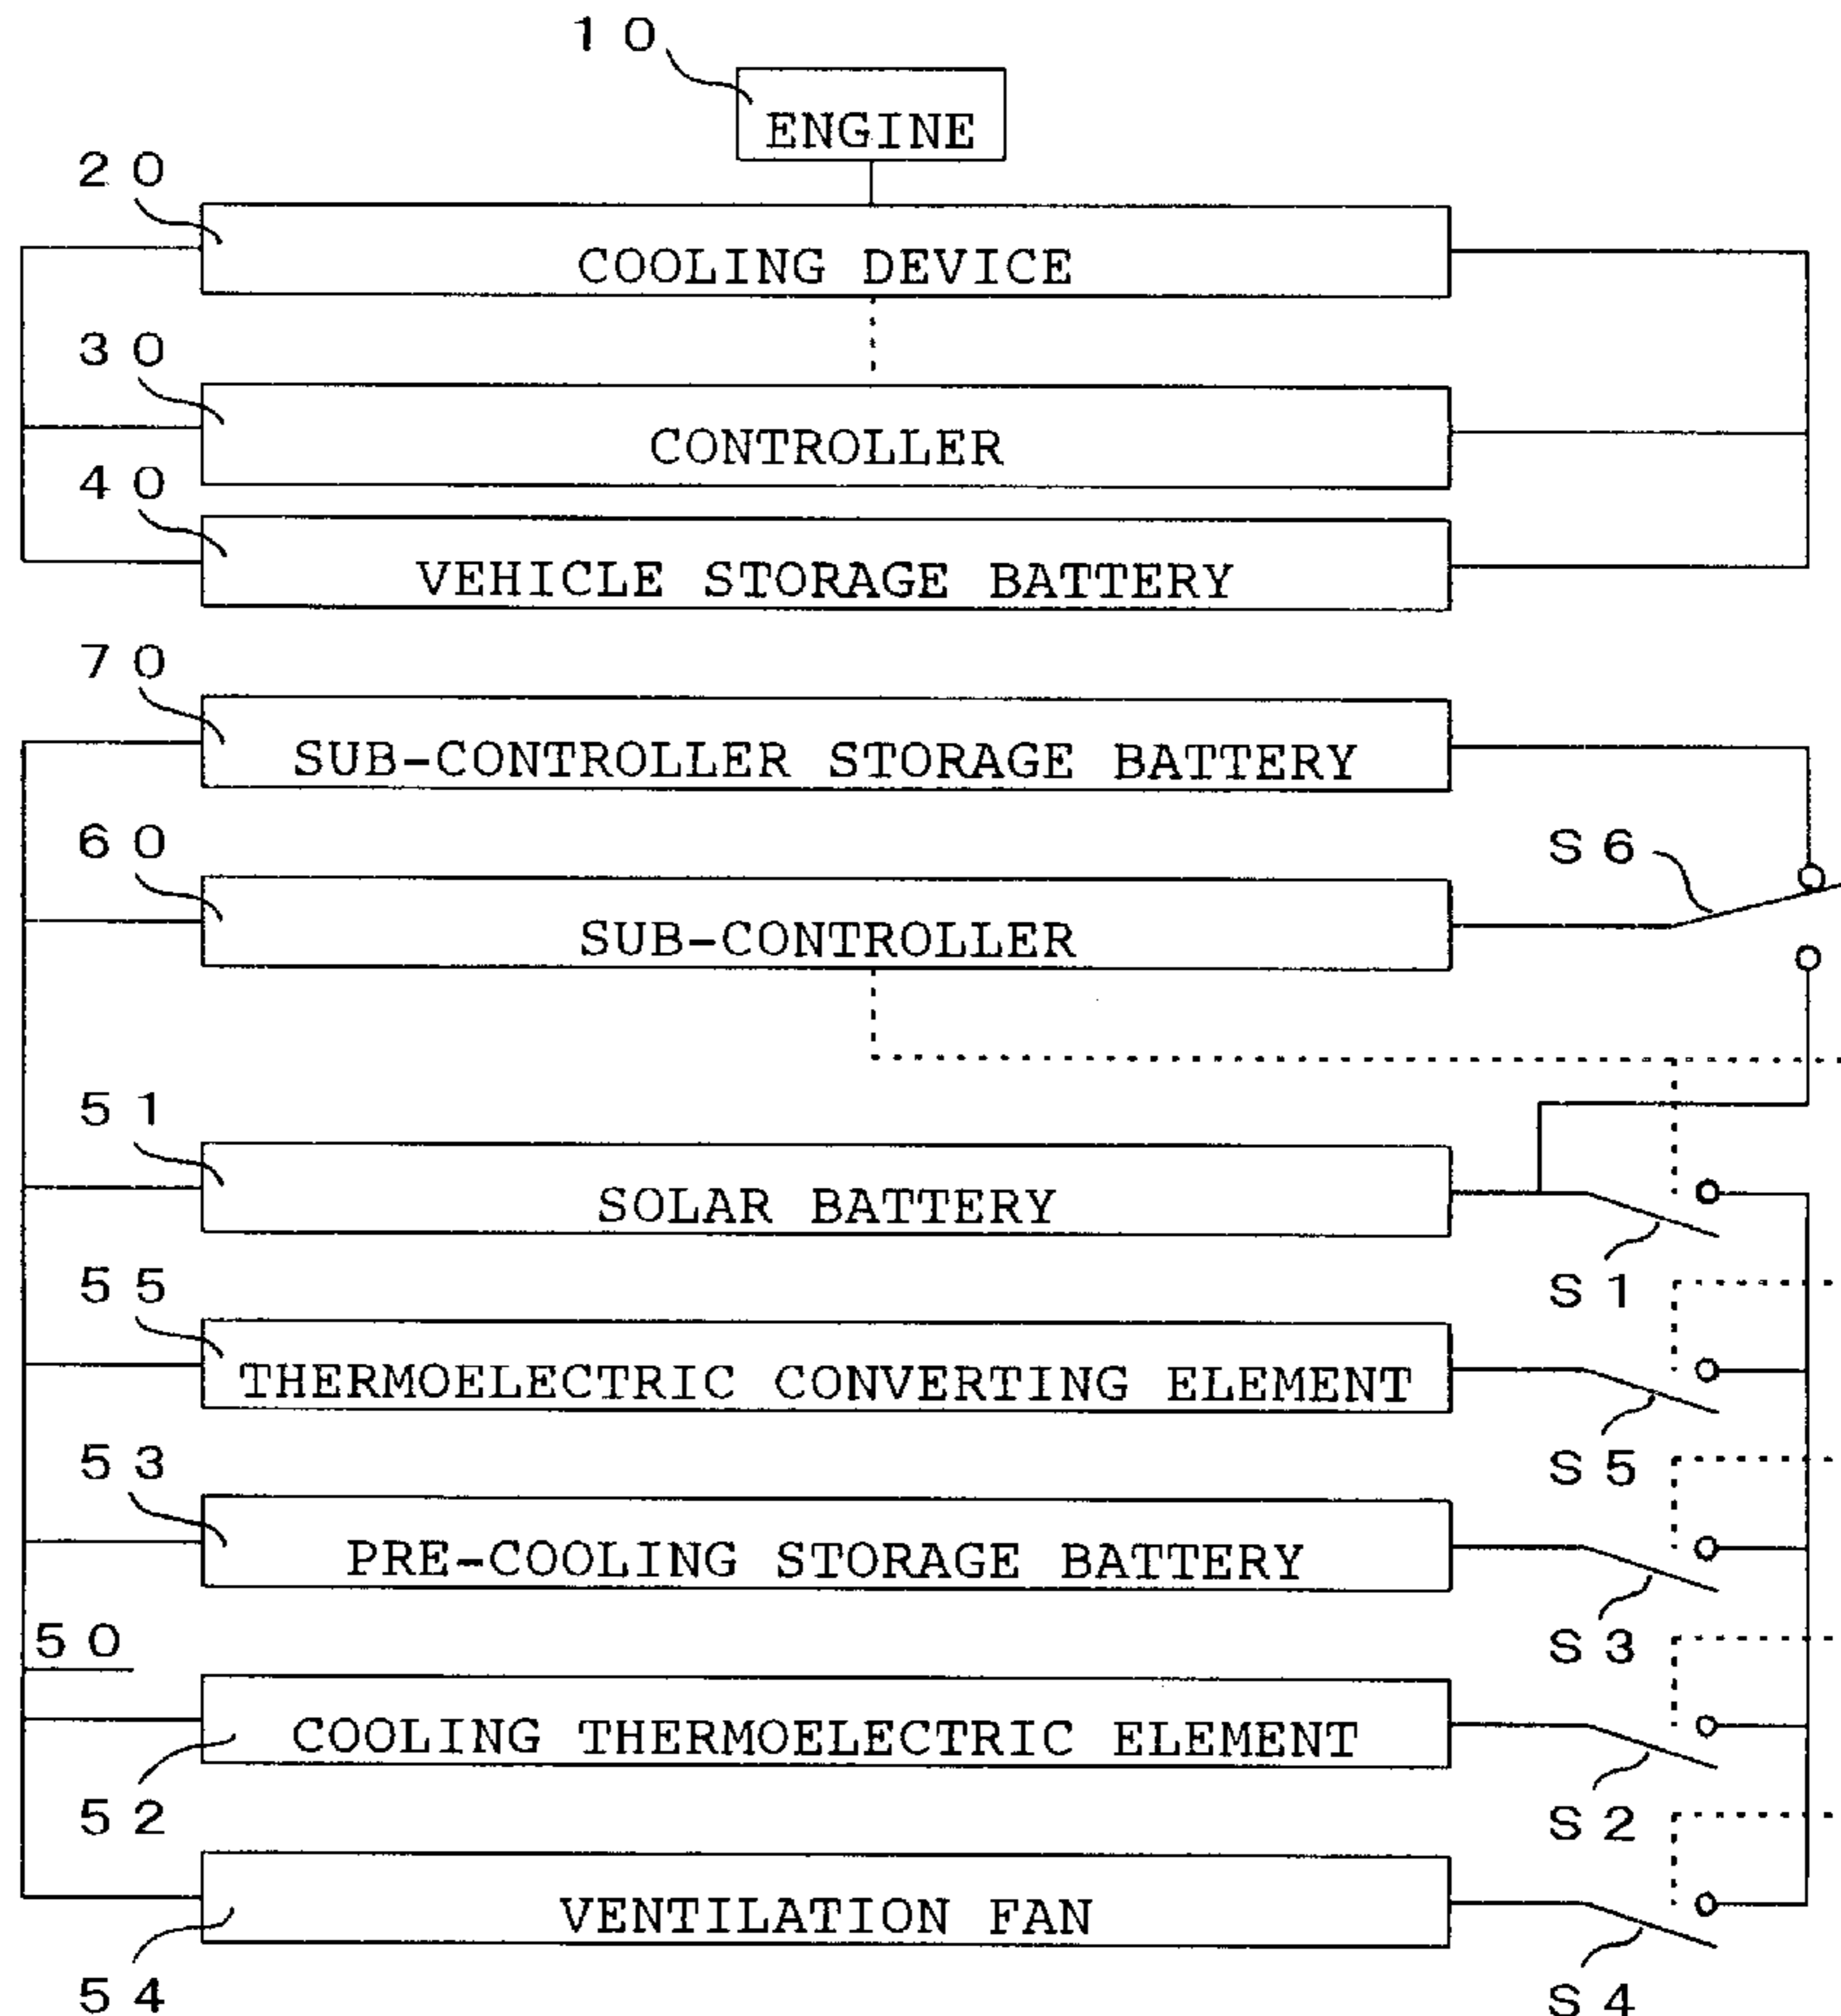 10
ENGINE
20
COOLING DEVICE
30
CONTROLLER
40
VEHICLE STORAGE BATTERY
70
SUB-CONTROLLER STORAGE BATTERY
60
SUB-CONTROLLER
S6
51
SOLAR BATTERY
S1
55
THERMOELECTRIC CONVERTING ELEMENT
S5
53
PRE-COOLING STORAGE BATTERY
S3
50
COOLING THERMOELECTRIC ELEMENT
52
S2
VENTILATION FAN
54
S4